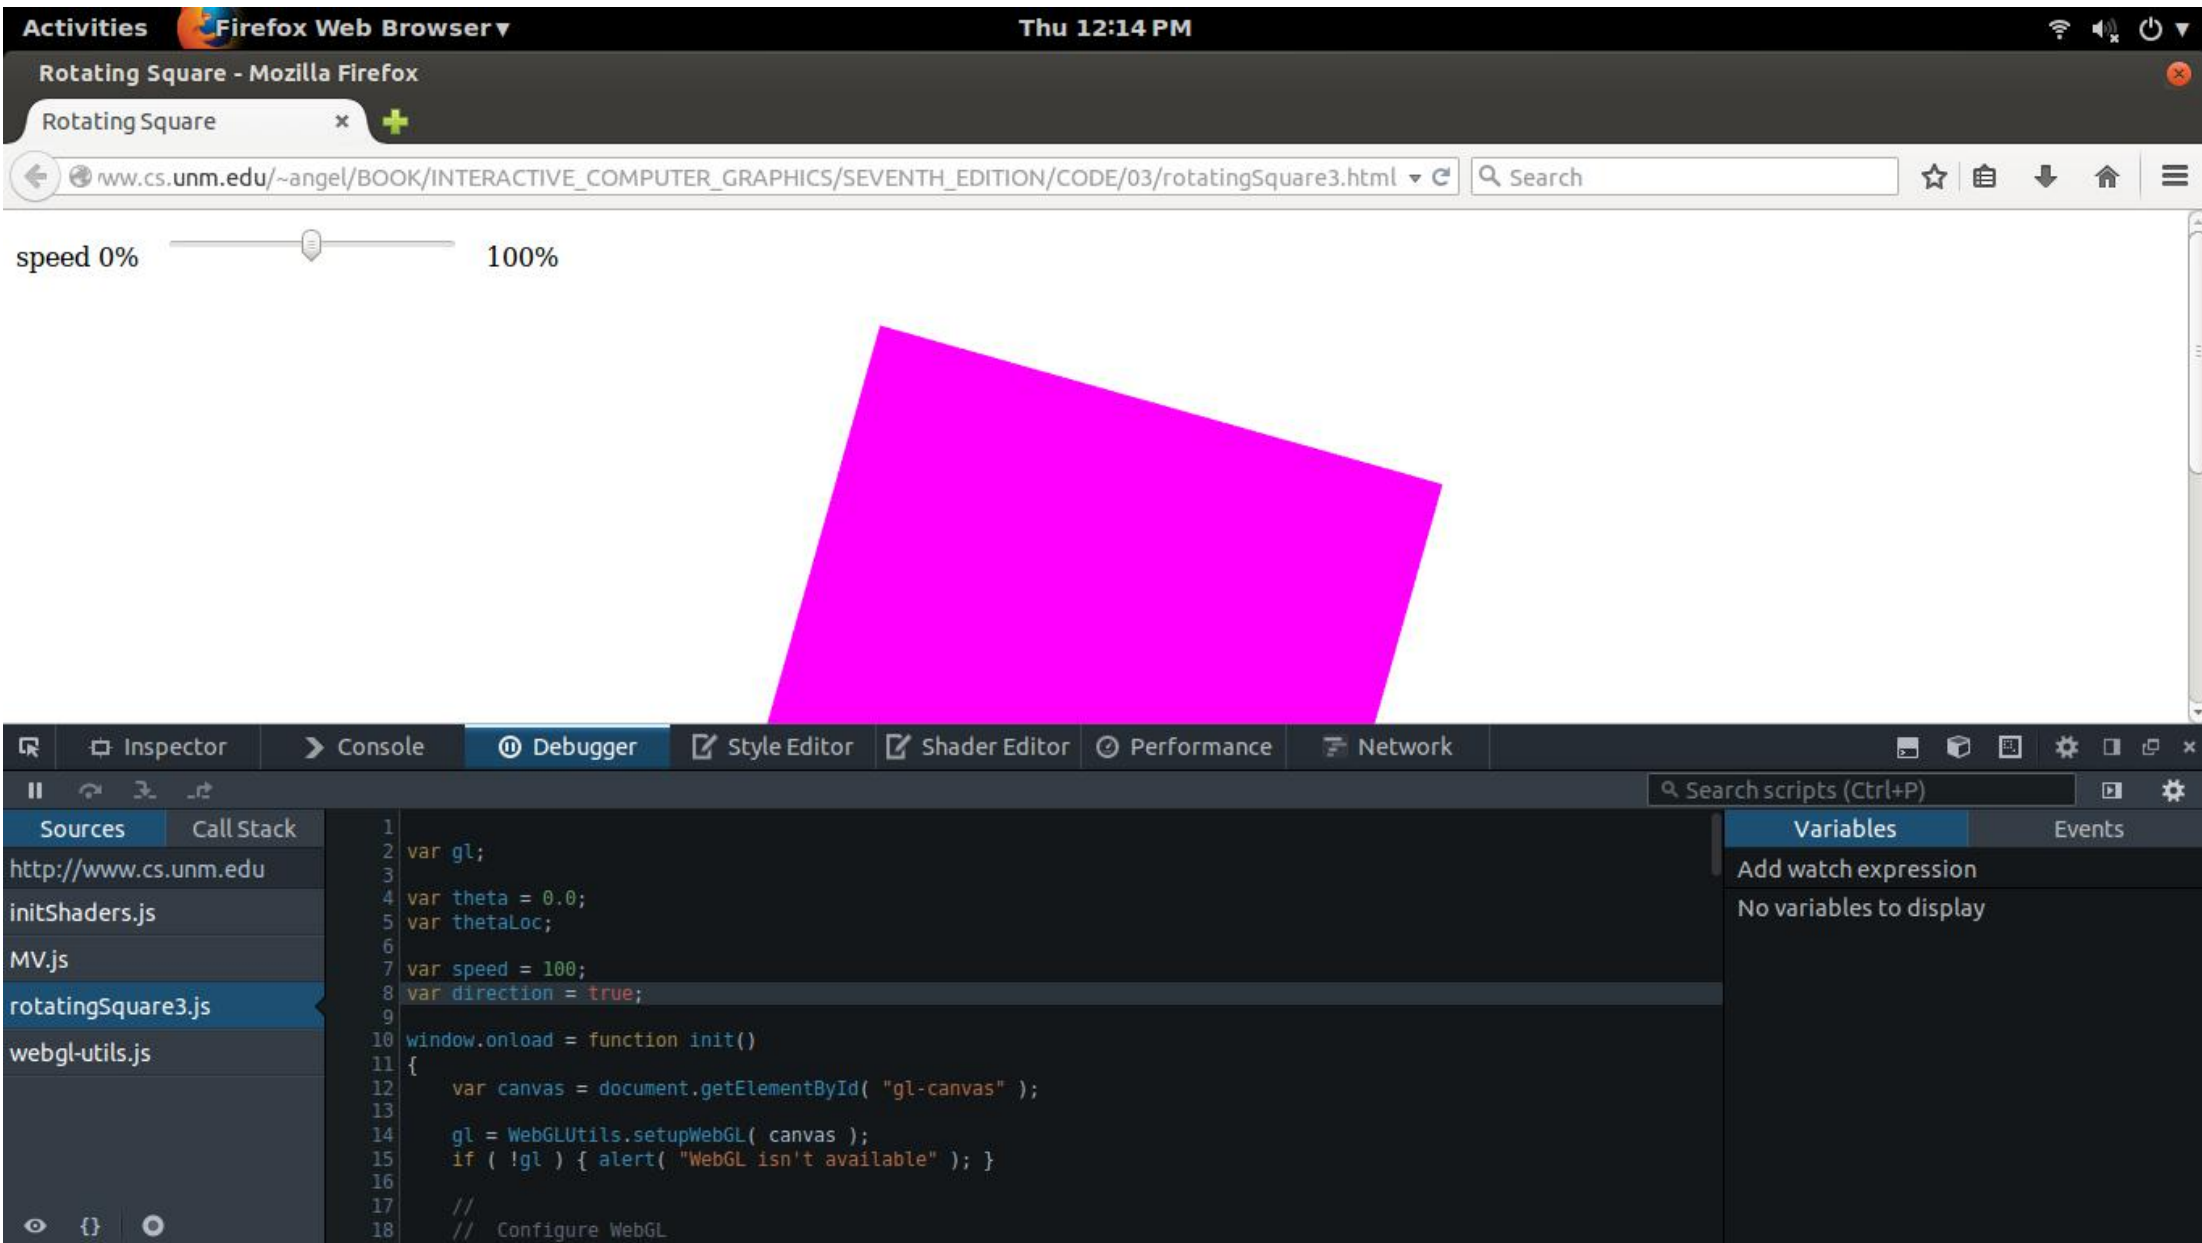 Activities Firefox Web Browser ▾ Thu 12:14 PM
Rotating Square - Mozilla Firefox
Rotating Square
www.cs.unm.edu/~angel/BOOK/INTERACTIVE_COMPUTER_GRAPHICS/SEVENTH_EDITION/CODE/03/rotatingSquare3.html Search
speed 0% 100%
Inspector Console Debugger Style Editor Shader Editor Performance Network
Search scripts (Ctrl+P)
Sources Call Stack
http://www.cs.unm.edu
initShaders.js
MV.js
rotatingSquare3.js
webgl-utils.js
{}
1
2 var gl;
3
4 var theta = 0.0;
5 var thetaLoc;
6
7 var speed = 100;
8 var direction = true;
9
10 window.onload = function init()
11 {
12     var canvas = document.getElementById( "gl-canvas" );
13
14     gl = WebGLUtils.setupWebGL( canvas );
15     if ( !gl ) { alert( "WebGL isn't available" ); }
16
17     //
18     //  Configure WebGL
Variables Events
Add watch expression
No variables to display